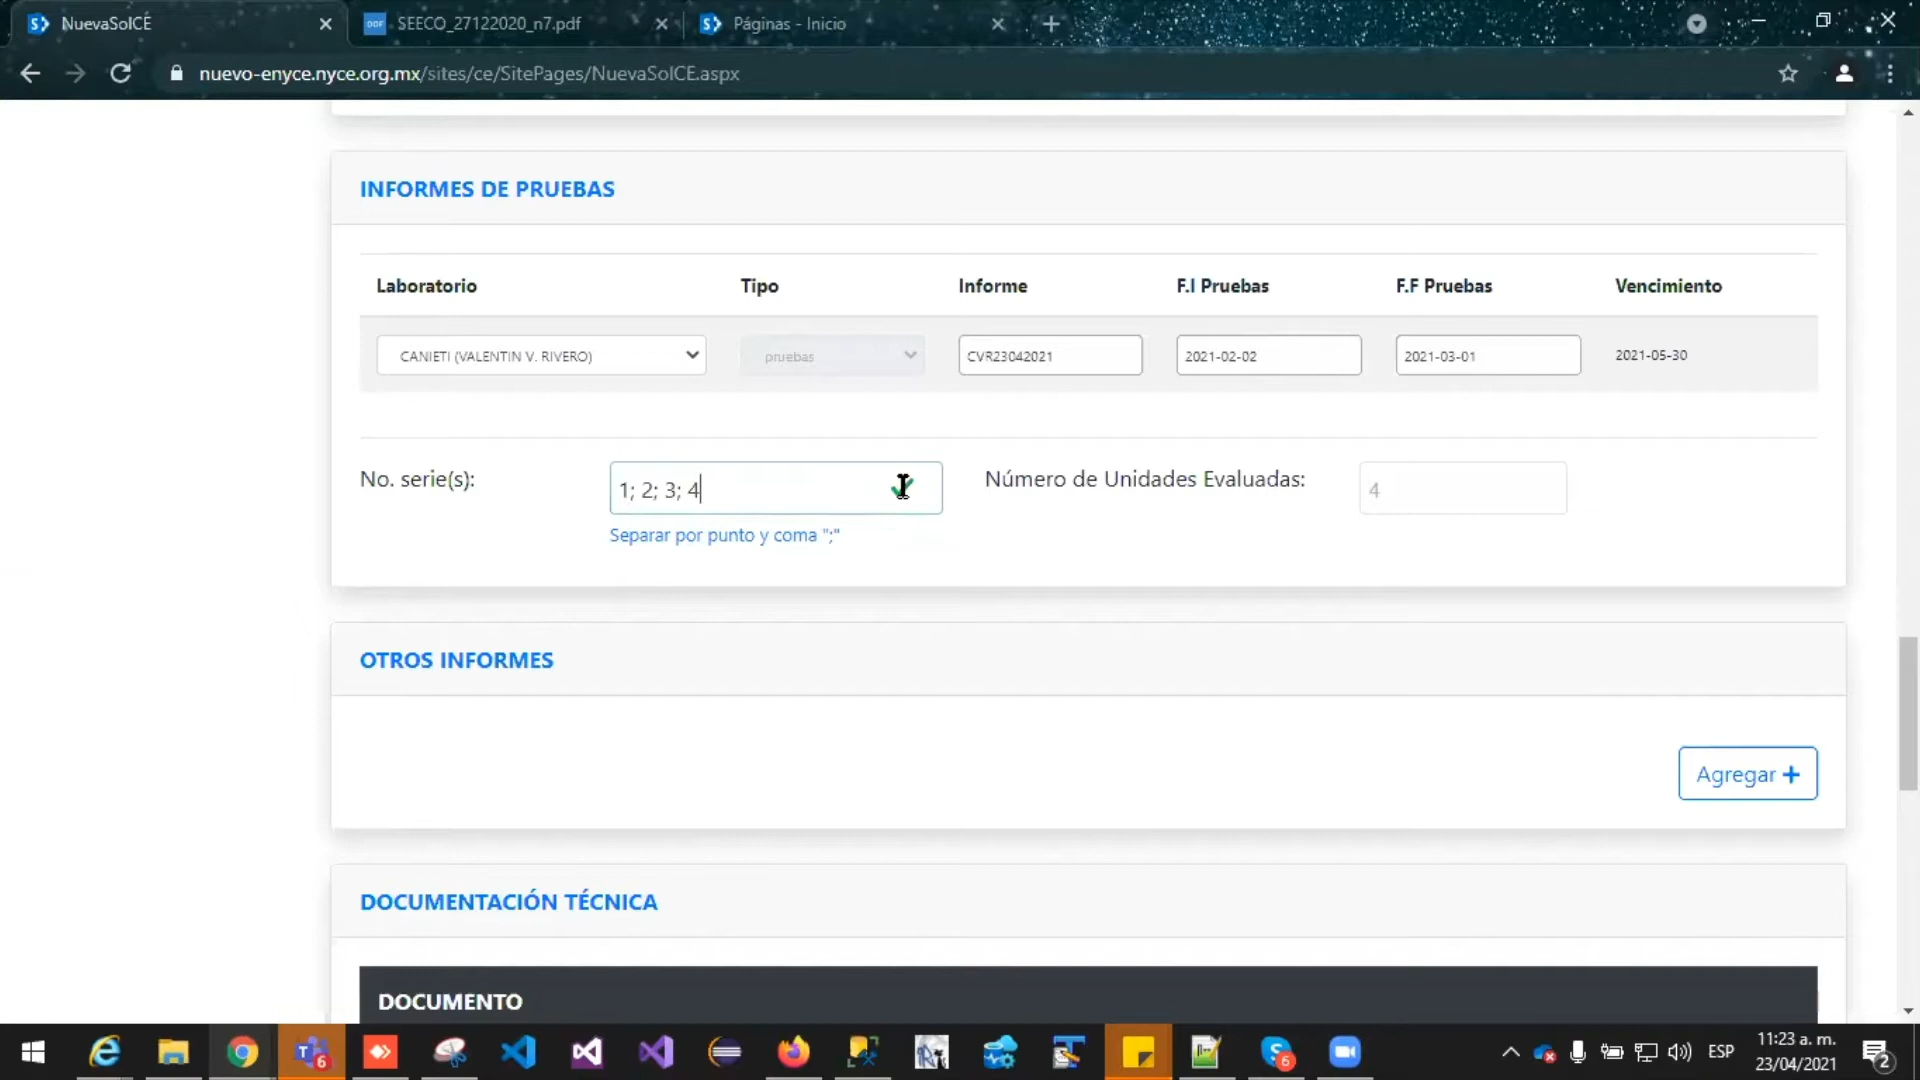 NuevaSolCE
SEECO_27122020_n7.pdf
Páginas - Inicio
nuevo-enyce.nyce.org.mx/sites/ce/SitePages/NuevaSolCE.aspx
INFORMES DE PRUEBAS
Laboratorio Tipo Informe F.I Pruebas F.F Pruebas Vencimiento
CANIETI (VALENTIN V. RIVERO) pruebas CVR23042021 2021-02-02 2021-03-01 2021-05-30
No. serie(s): 1; 2; 3; 4 Número de Unidades Evaluadas: 4
Separar por punto y coma ";"
OTROS INFORMES
Agregar +
DOCUMENTACIÓN TÉCNICA
DOCUMENTO
ESP
11:23 a. m.
23/04/2021